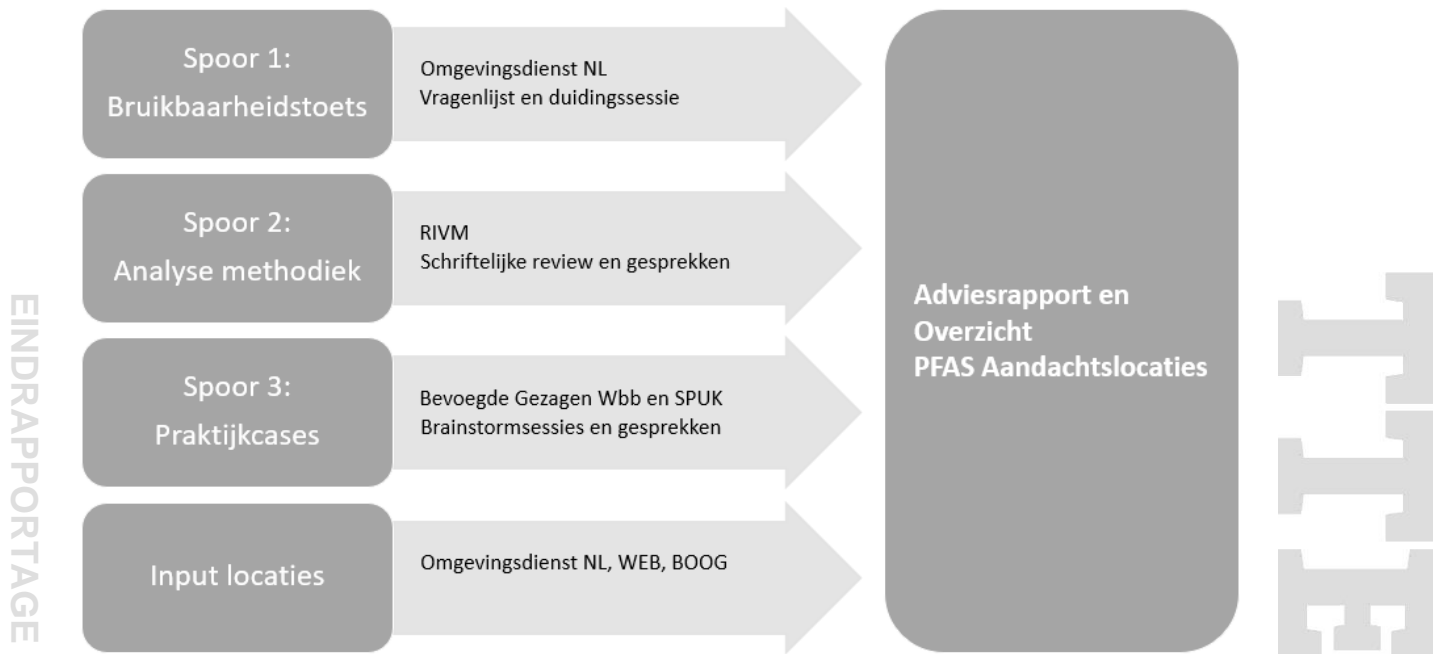 Spoor 1:
Bruikbaarheidstoets
Omgevingsdienst NL
Vragenlijst en duidingssessie
Spoor 2:
Analyse methodiek
RIVM
Schriftelijke review en gesprekken
Spoor 3:
Praktijkcases
Bevoegde Gezagen Wbb en SPUK
Brainstormsessies en gesprekken
Input locaties
Omgevingsdienst NL, WEB, BOOG
Adviesrapport en
Overzicht
PFAS Aandachtslocaties
EINDRAPPORTAGE